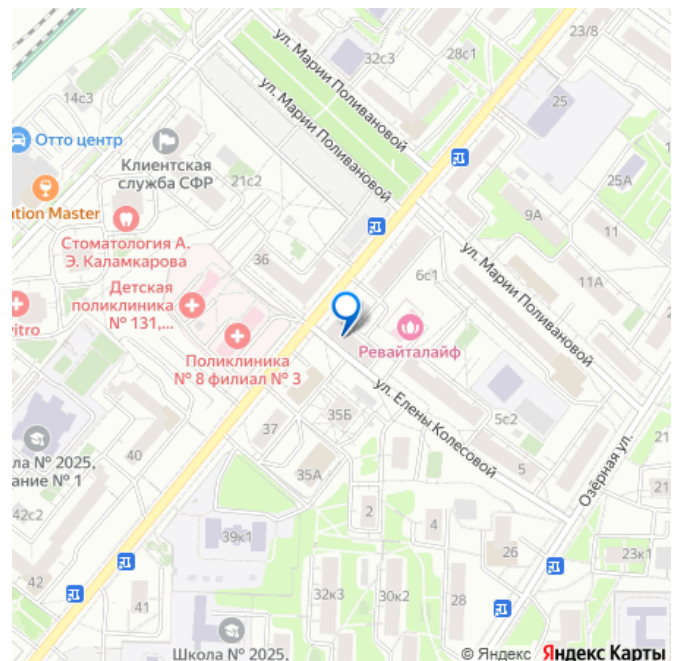 23/8
ул. Марии Поливановой
32с3
28с1
14с3
ул. Марии Поливановой
25
Отто центр
Клиентская
служба СФР
21с2
25А
ation Master
9А
11
Стоматология А.
Э. Каламкарова
36
6с1
11А
ул. Марии Поливановой
Детская
поликлиника
№ 131,...
vitro
Ревайталайф
Поликлиника
№ 8 филиал № 3
ул. Елены Колесовой
35Б
5с2
37
40
21
ла № 2025,
ание № 1
35А
5
Озёрная ул.
21
42с2
2
4
39к1
26
23к1
42
41
32к3
30к2
28
Школа № 2025,
© Яндекс Яндекс Карты